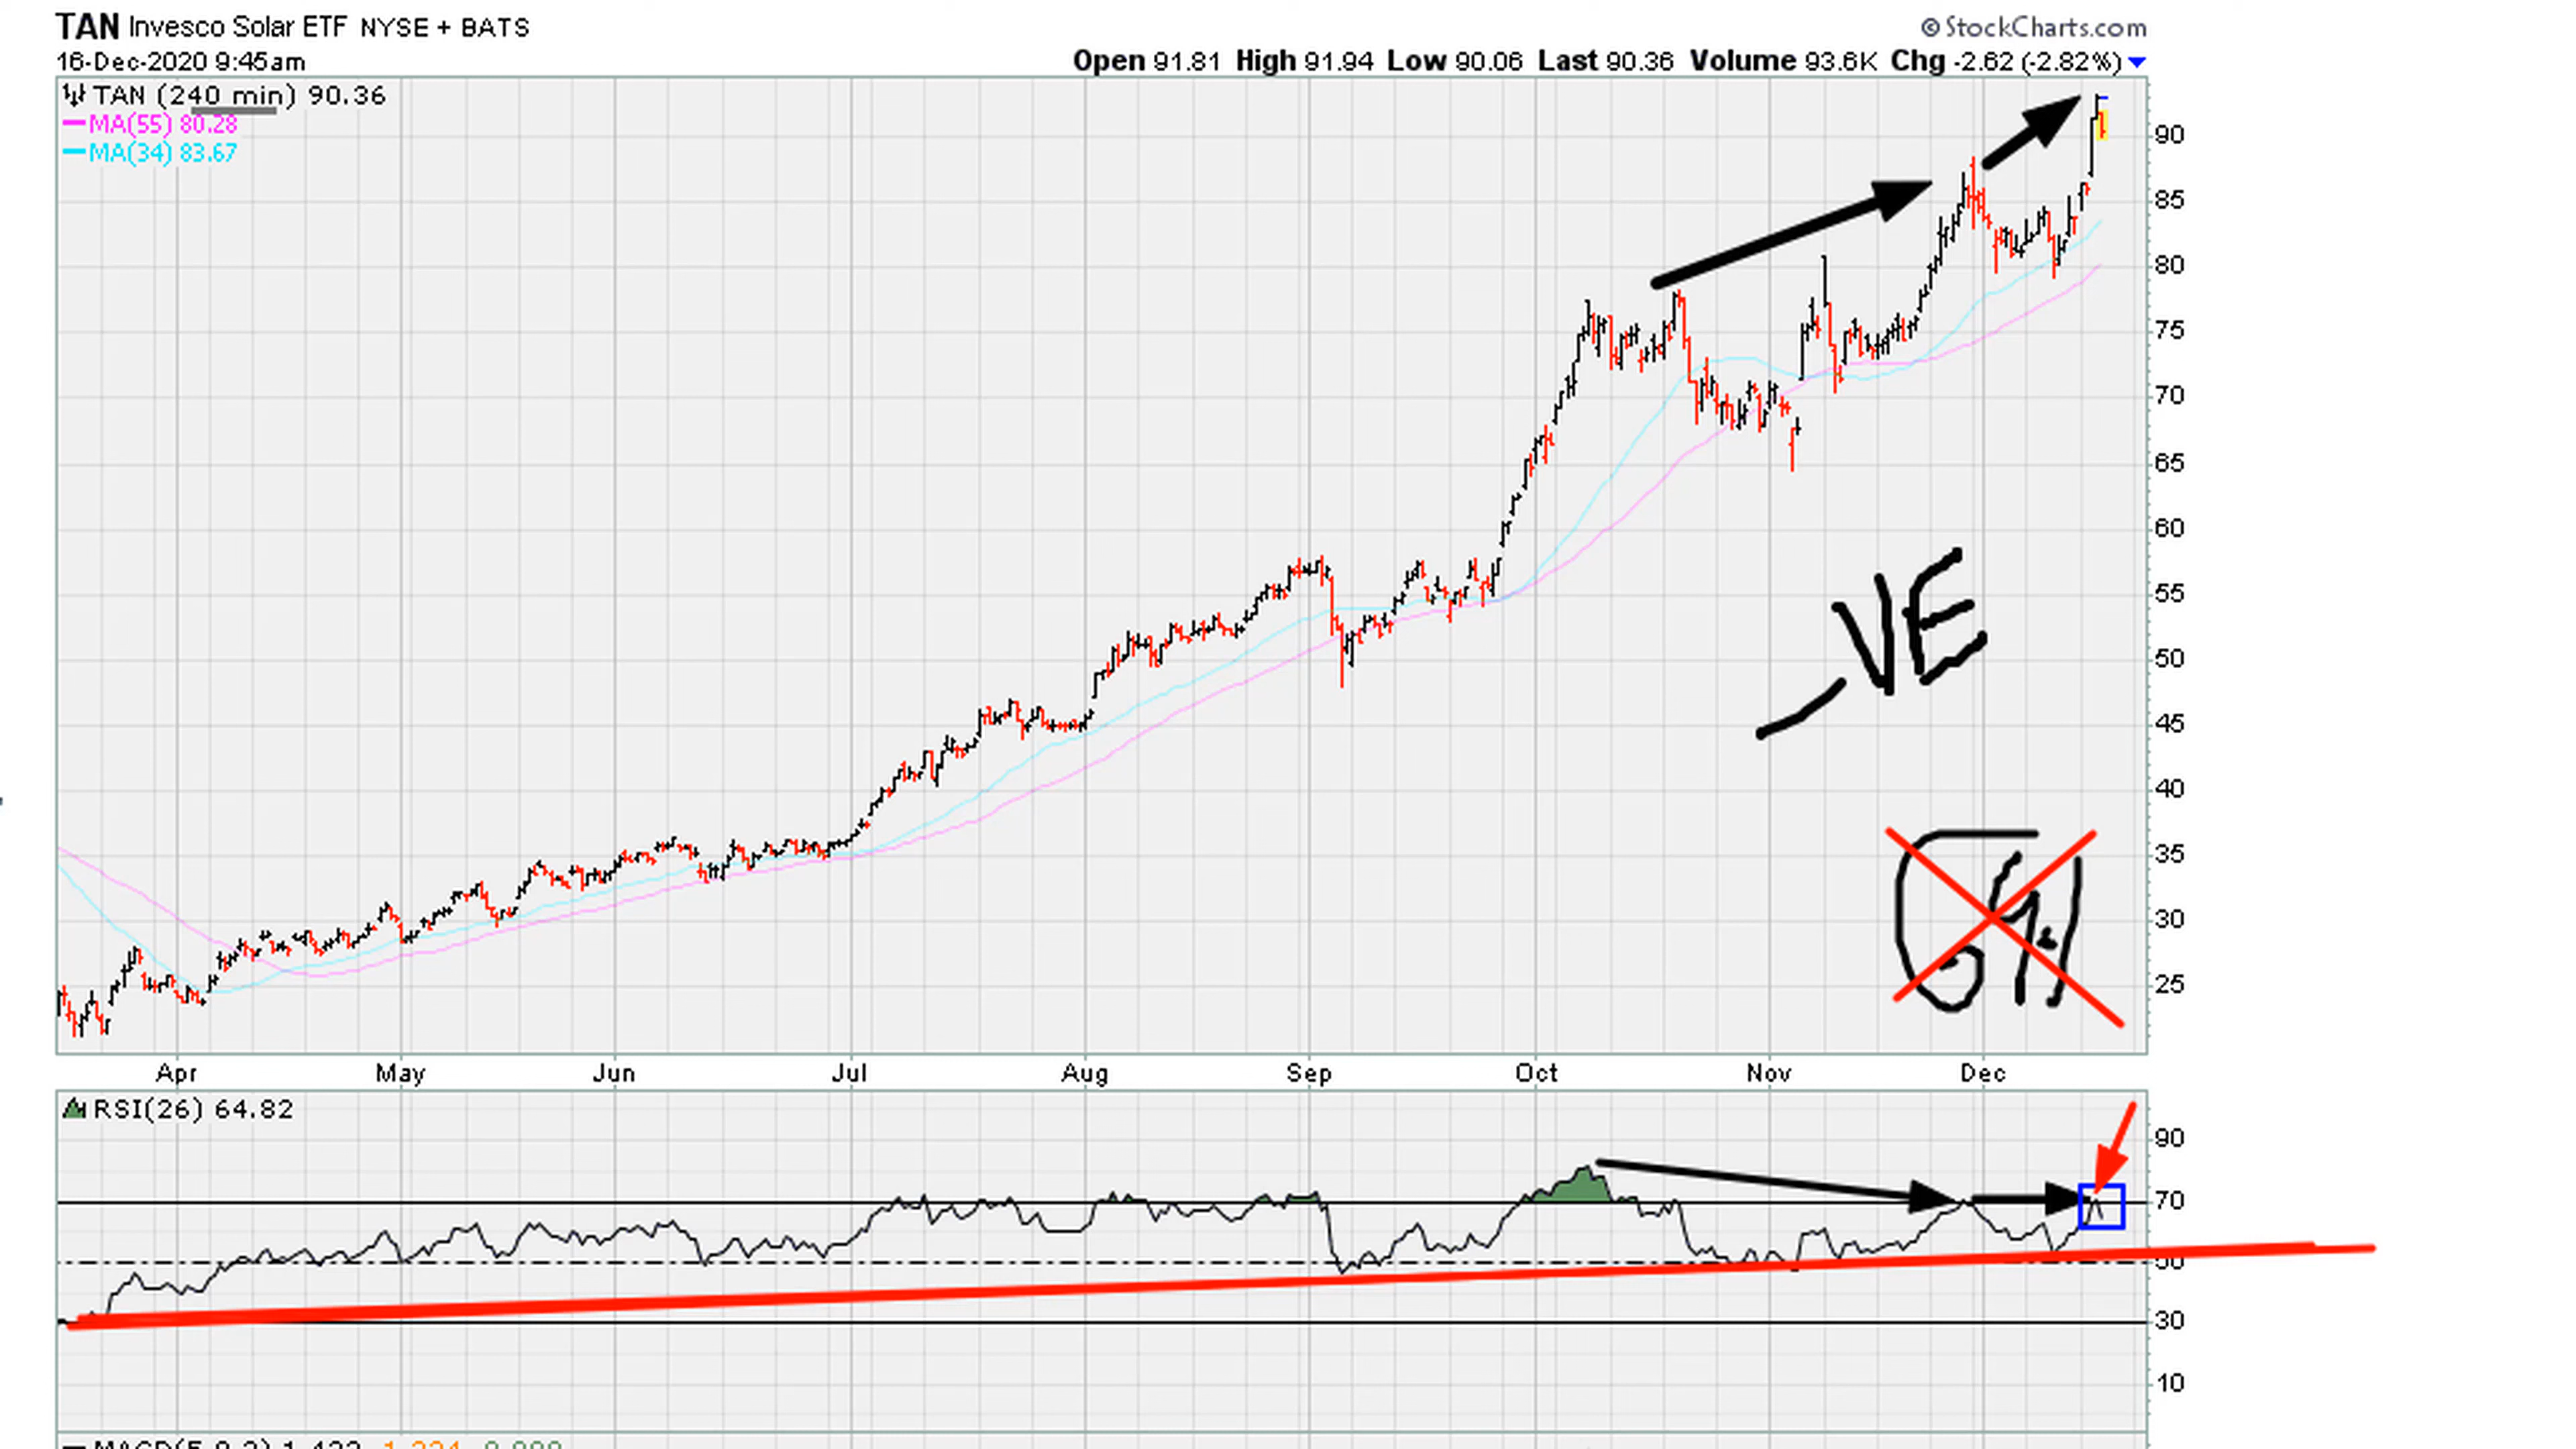 TAN Invesco Solar ETF NYSE + BATS
© StockCharts.com
16-Dec-2020 9:45am
Open 91.81 High 91.94 Low 90.06 Last 90.36 Volume 93.6K Chg -2.62 (-2.82%)
TAN (240 min) 90.36
MA(55) 80.28
MA(34) 83.67
90
85
80
75
70
65
60
55
50
45
40
35
30
25
-VE
Apr May Jun Jul Aug Sep Oct Nov Dec
RSI(26) 64.82
90
70
50
30
10